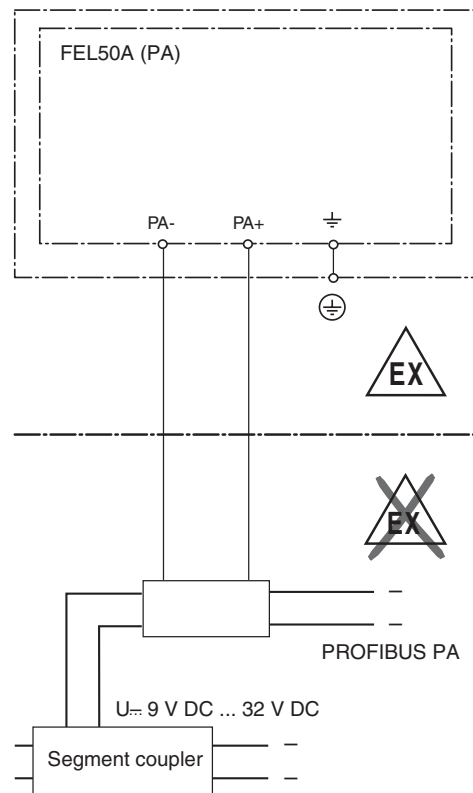 FEL50A (PA)
PA- PA+
EX
EX
PROFIBUS PA
U⎓ 9 V DC ... 32 V DC
Segment coupler